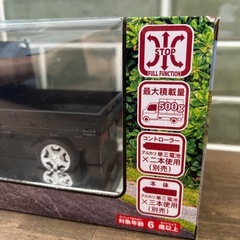 STOP
FULL FUNCTION
最大積載量
500g
コントローラー
アルカリ単三電池
×二本使用
(別売)
本体
アルカリ単三電池
×三本使用
(別売)
対象年齢 6 歳以上